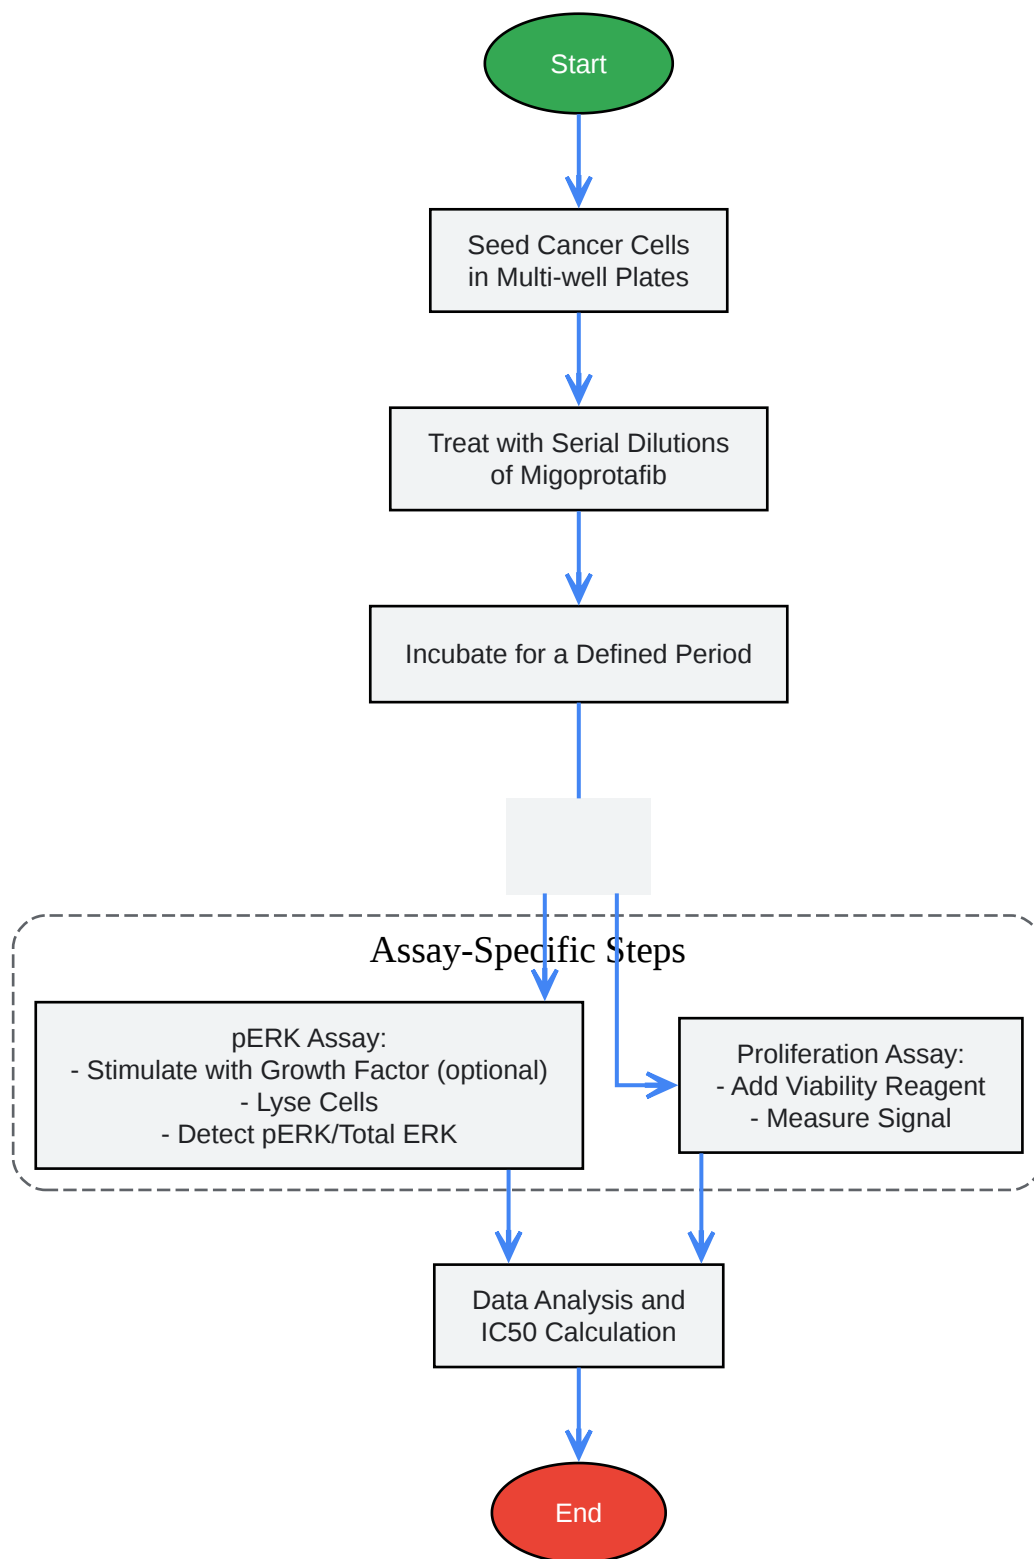 Start
Seed Cancer Cells
in Multi-well Plates
Treat with Serial Dilutions
of Migoprotafib
Incubate for a Defined Period
Assay-Specific Steps
pERK Assay:
- Stimulate with Growth Factor (optional)
- Lyse Cells
- Detect pERK/Total ERK
Proliferation Assay:
- Add Viability Reagent
- Measure Signal
Data Analysis and
IC50 Calculation
End